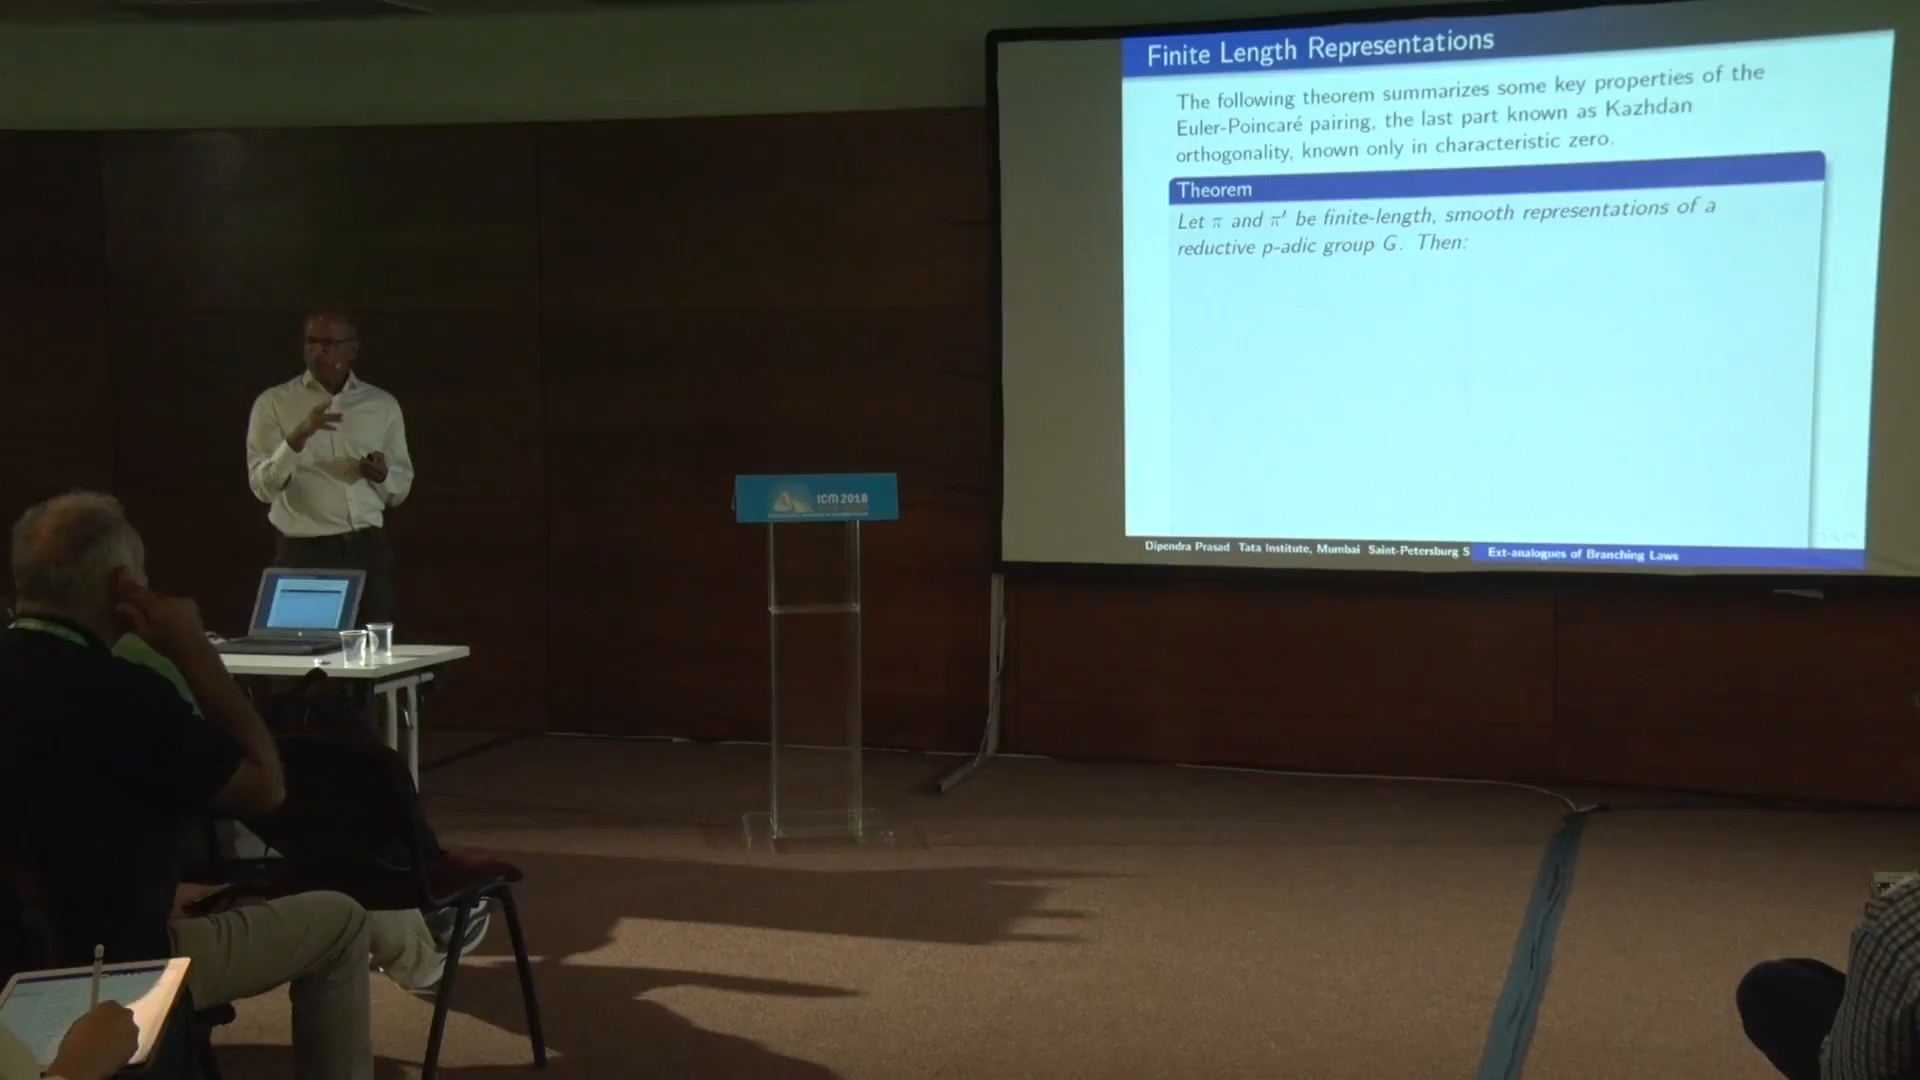 Finite Length Representations
The following theorem summarizes some key properties of the
Euler-Poincaré pairing, the last part known as Kazhdan
orthogonality, known only in characteristic zero.
Theorem
Let π and π′ be finite-length, smooth representations of a
reductive p-adic group G. Then:
Dipendra Prasad Tata Institute, Mumbai Saint-Petersburg S
Ext-analogues of Branching Laws
ICM 2018